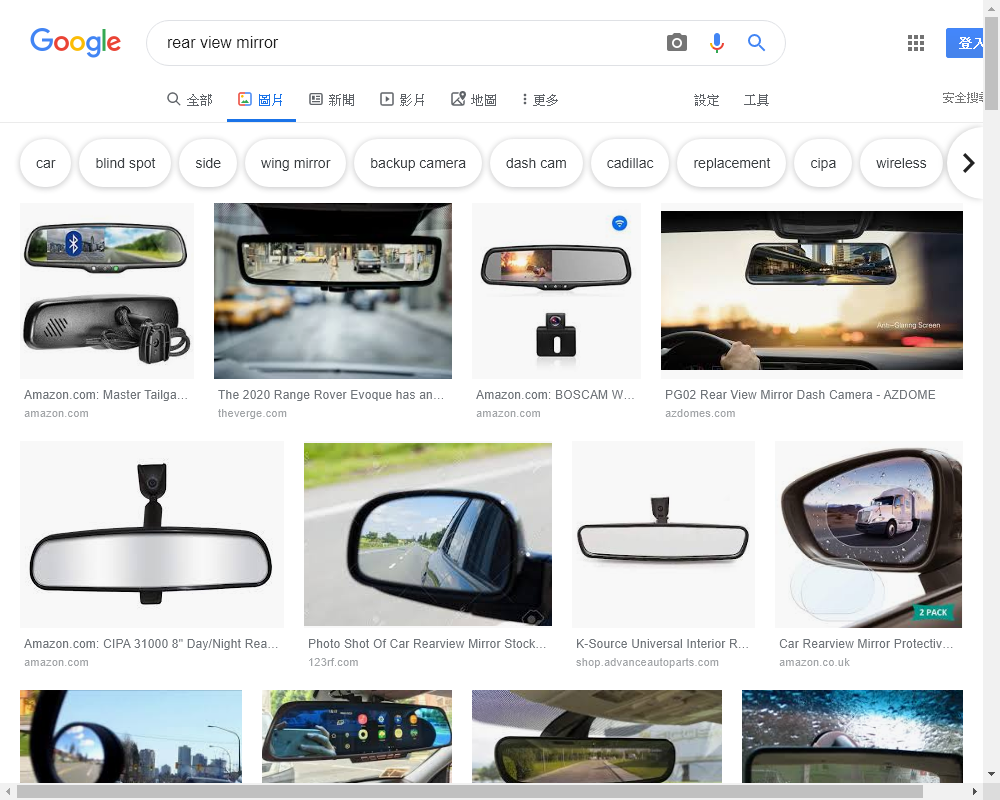 Google
rear view mirror
登入
全部
圖片
新聞
影片
地圖
更多
設定
工具
安全搜尋
car
blind spot
side
wing mirror
backup camera
dash cam
cadillac
replacement
cipa
wireless
Anti-Glaring Screen
Amazon.com: Master Tailga...
amazon.com
The 2020 Range Rover Evoque has an...
theverge.com
Amazon.com: BOSCAM W...
amazon.com
PG02 Rear View Mirror Dash Camera - AZDOME
azdomes.com
2 PACK
Amazon.com: CIPA 31000 8" Day/Night Rea...
amazon.com
Photo Shot Of Car Rearview Mirror Stock...
123rf.com
K-Source Universal Interior R...
shop.advanceautoparts.com
Car Rearview Mirror Protectiv...
amazon.co.uk